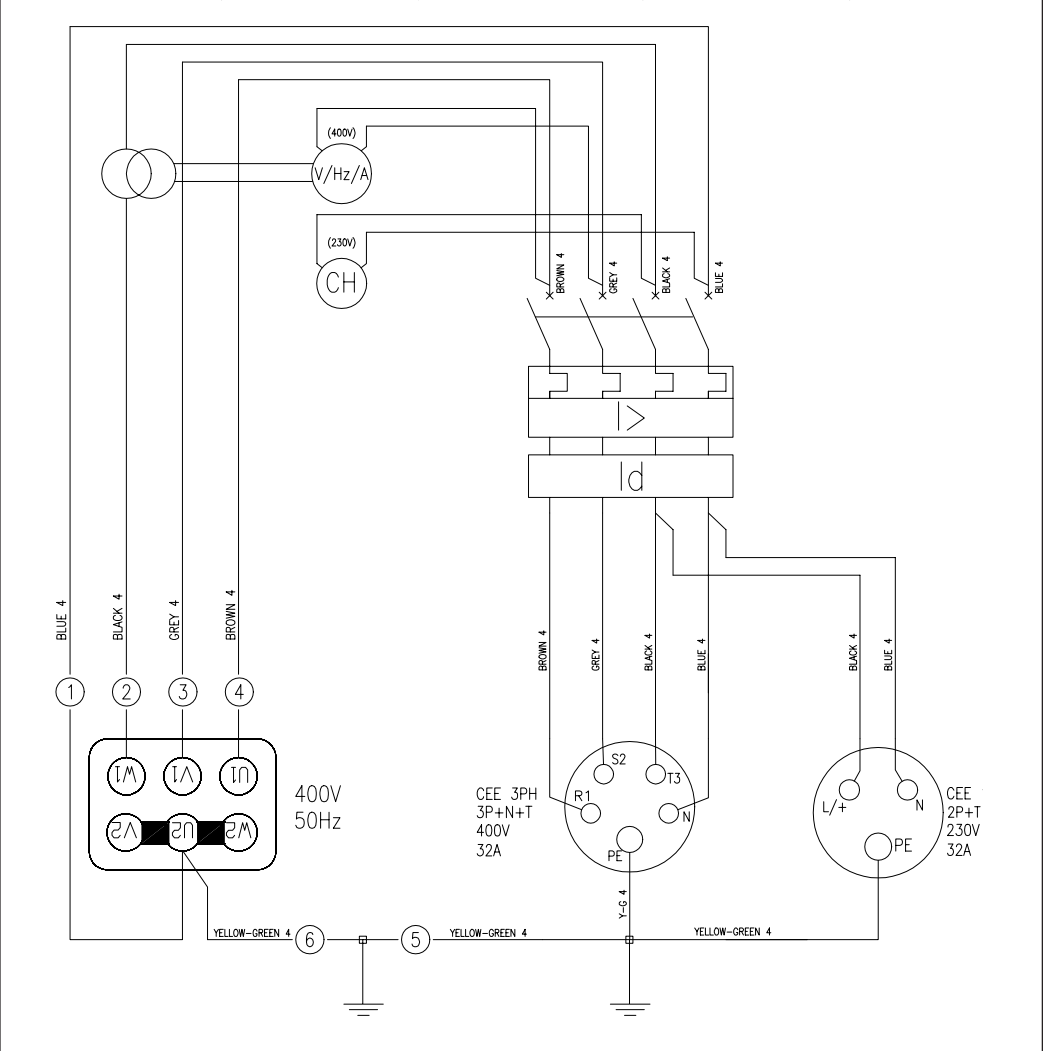 (400V)
V/Hz/A
(230V)
CH
BROWN 4
GREY 4
BLACK 4
BLUE 4
I>
Id
BLUE 4
BLACK 4
GREY 4
BROWN 4
BROWN 4
GREY 4
BLACK 4
BLUE 4
BLACK 4
BLUE 4
1
2
3
4
W1
V1
U1
V2
U2
W2
400V
50Hz
CEE 3PH
3P+N+T
400V
32A
S2
T3
R1
N
PE
L/+
N
PE
CEE
2P+T
230V
32A
Y-G 4
YELLOW-GREEN 4
6
5
YELLOW-GREEN 4
YELLOW-GREEN 4